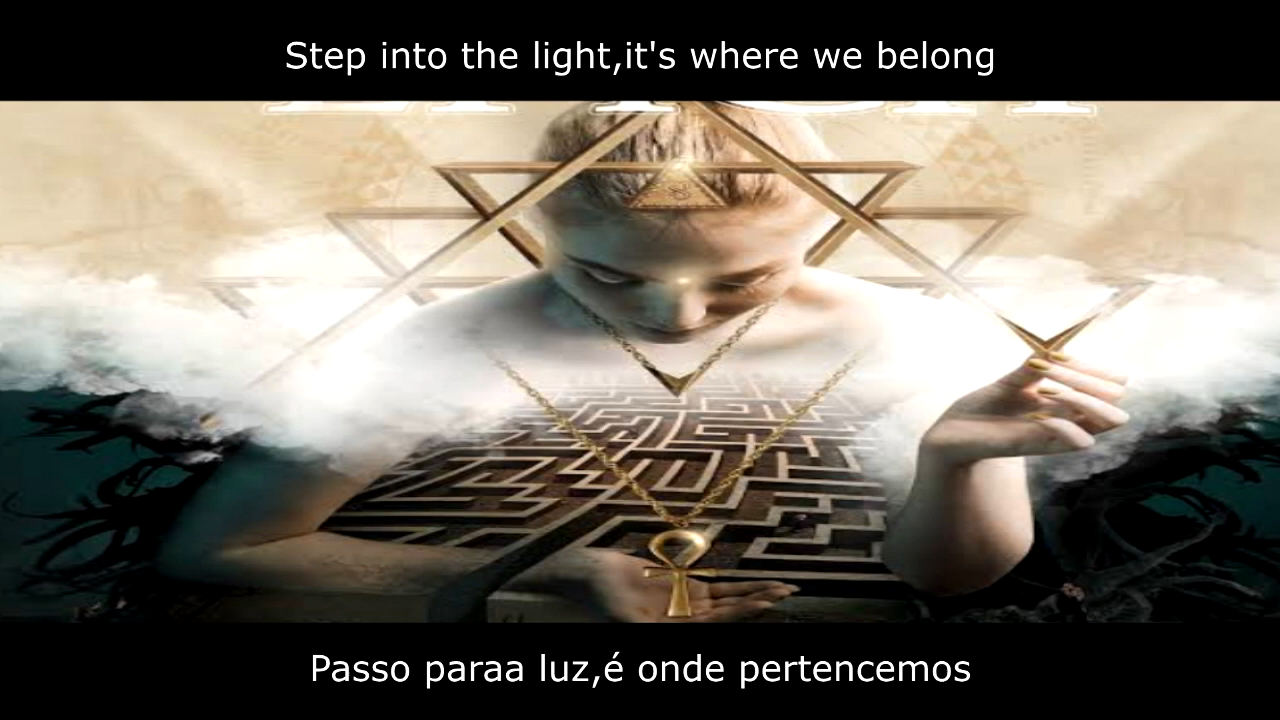 Step into the light,it's where we belong
Passo paraa luz,é onde pertencemos